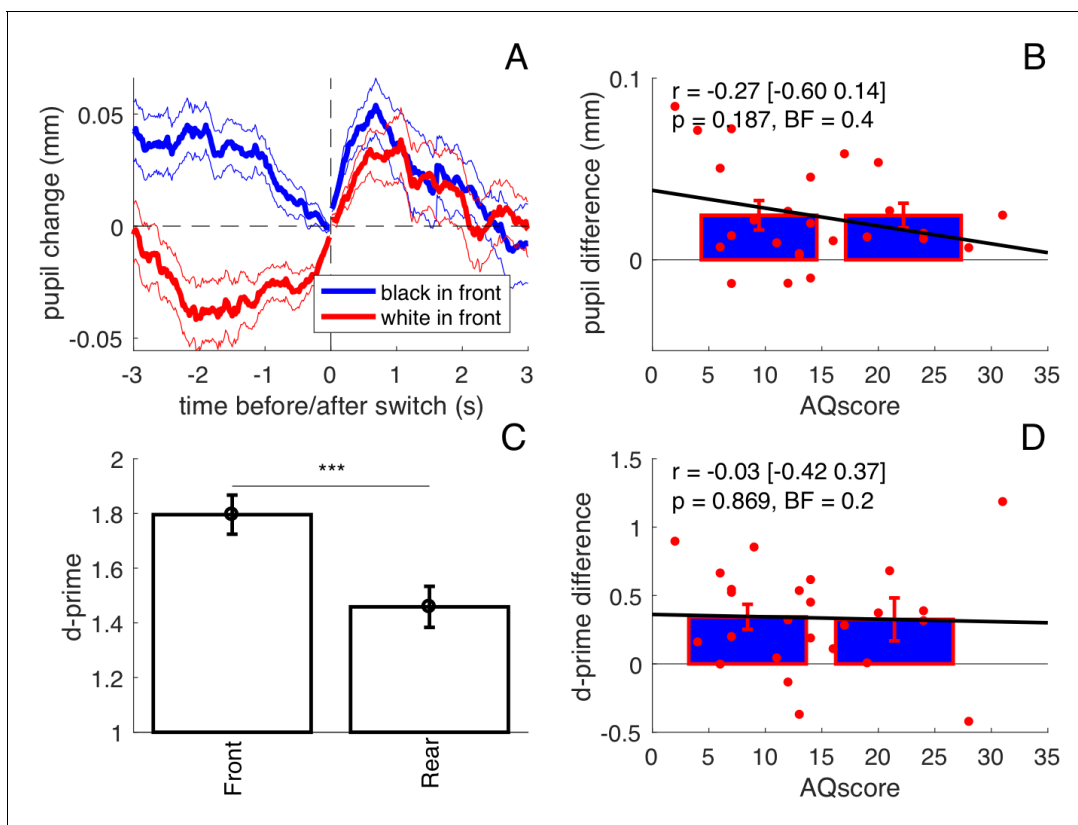 A
0.05
0
-0.05
pupil change (mm)
black in front
white in front
-3
-2
-1
0
1
2
3
time before/after switch (s)
B
r = -0.27 [-0.60 0.14]
p = 0.187, BF = 0.4
0.1
0
pupil difference (mm)
0
5
10
15
20
25
30
35
AQscore
C
***
2
1.8
1.6
1.4
1.2
1
d-prime
Front
Rear
D
r = -0.03 [-0.42 0.37]
p = 0.869, BF = 0.2
1.5
1
0.5
0
-0.5
d-prime difference
0
5
10
15
20
25
30
35
AQscore